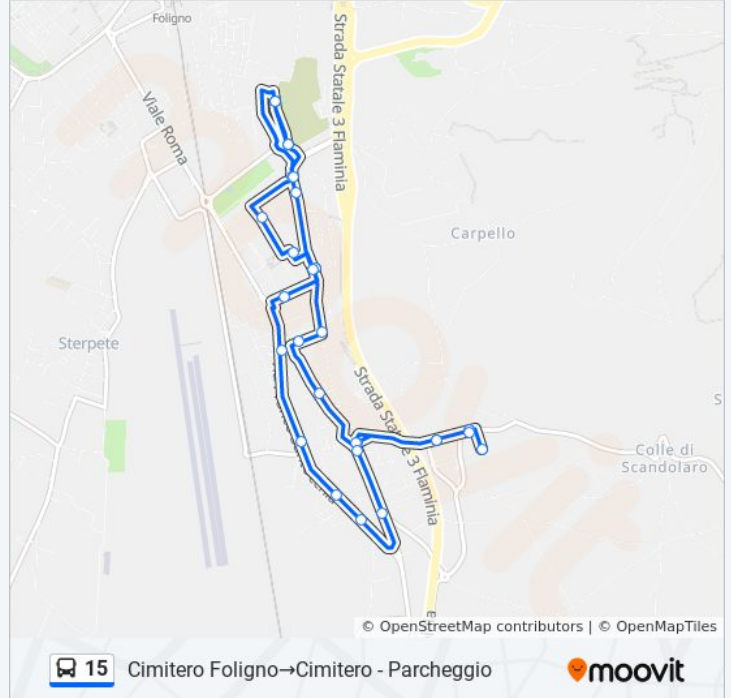 Foligno
Strada Statale 3 Flaminia
Viale Roma
Carpello
Sterpete
Strada Sta
e 3 Flaminia
S
Colle di
Scandolaro
© OpenStreetMap contributors | © OpenMapTiles
15
Cimitero Foligno→Cimitero - Parcheggio
moovit